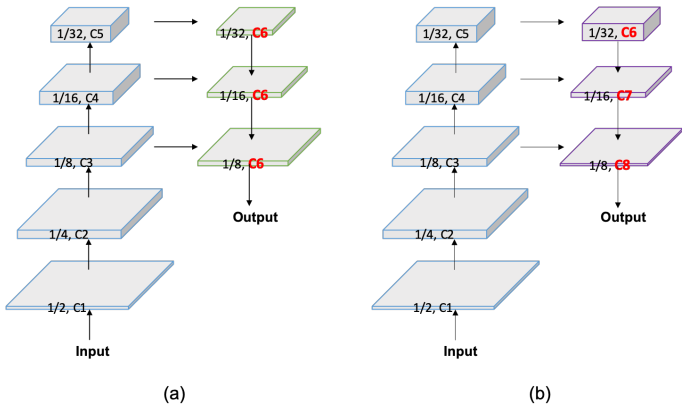 1/32, C5
1/32, C6
1/16, C4
1/16, C6
1/8, C3
1/8, C6
1/4, C2
Output
1/2, C1
Input
(a)
1/32, C5
1/32, C6
1/16, C4
1/16, C7
1/8, C3
1/8, C8
1/4, C2
Output
1/2, C1
Input
(b)